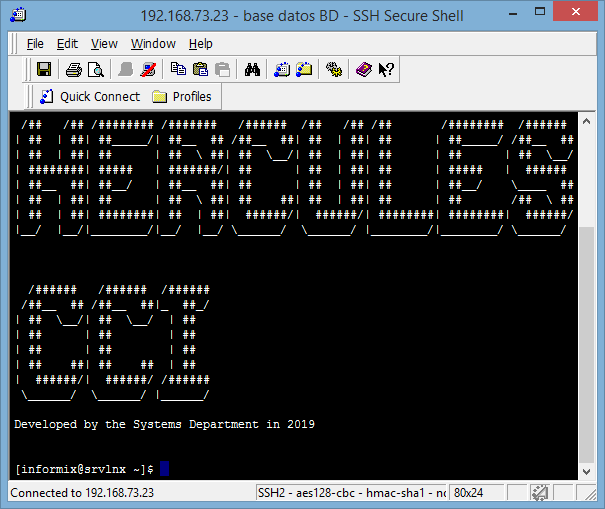 192.168.73.23 - base datos BD - SSH Secure Shell
File Edit View Window Help
Quick Connect Profiles
HERCULES
CCI
Developed by the Systems Department in 2019
[informix@srvlnx ~]$
Connected to 192.168.73.23 SSH2 - aes128-cbc - hmac-sha1 - nc 80x24